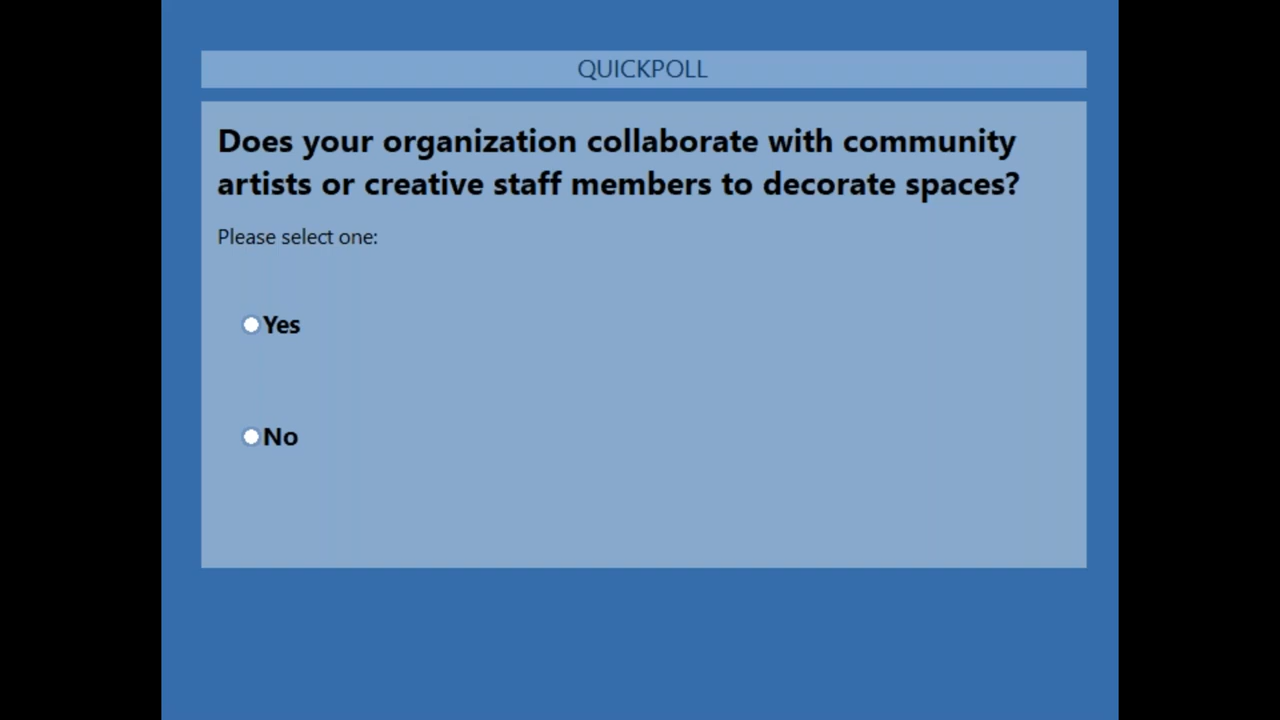 QUICKPOLL
Does your organization collaborate with community
artists or creative staff members to decorate spaces?
Please select one:
Yes
No